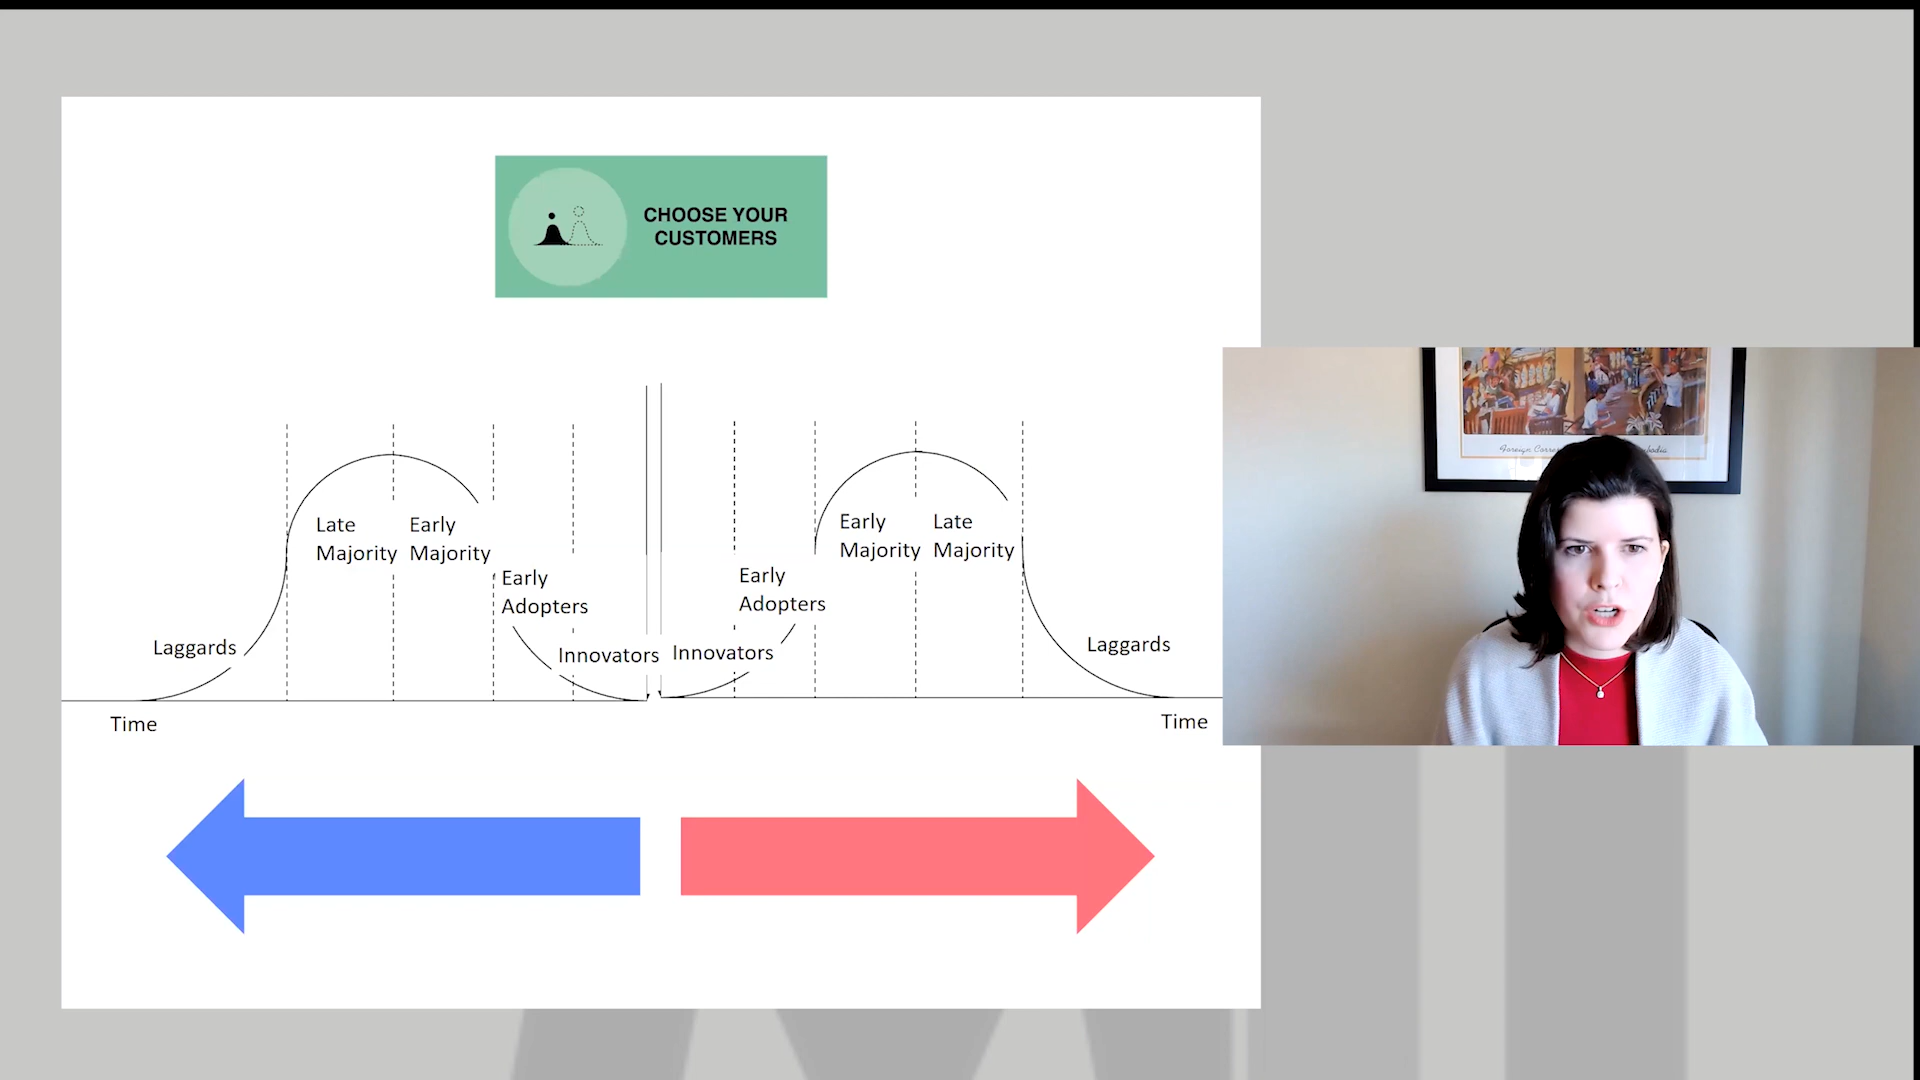 CHOOSE YOUR
CUSTOMERS
Late
Majority
Early
Majority
Early
Adopters
Innovators
Laggards
Time
Innovators
Early
Adopters
Early
Majority
Late
Majority
Laggards
Time
Foreign